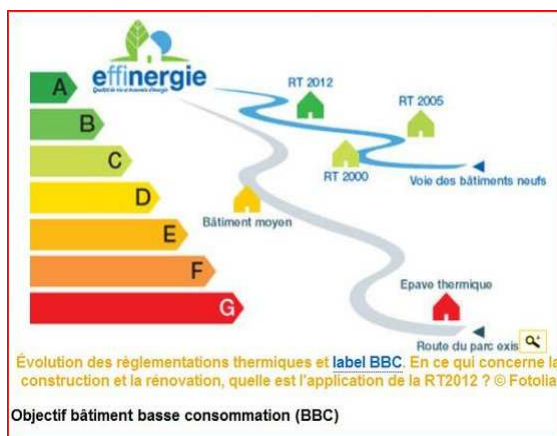 effinergie
A
B
C
D
E
F
G
RT 2012
RT 2005
RT 2000
Voie des bâtiments neufs
Bâtiment moyen
Epave thermique
Route du parc exis
Évolution des règlementations thermiques et label BBC. En ce qui concerne la
construction et la rénovation, quelle est l'application de la RT2012 ? © Fotolia
Objectif bâtiment basse consommation (BBC)